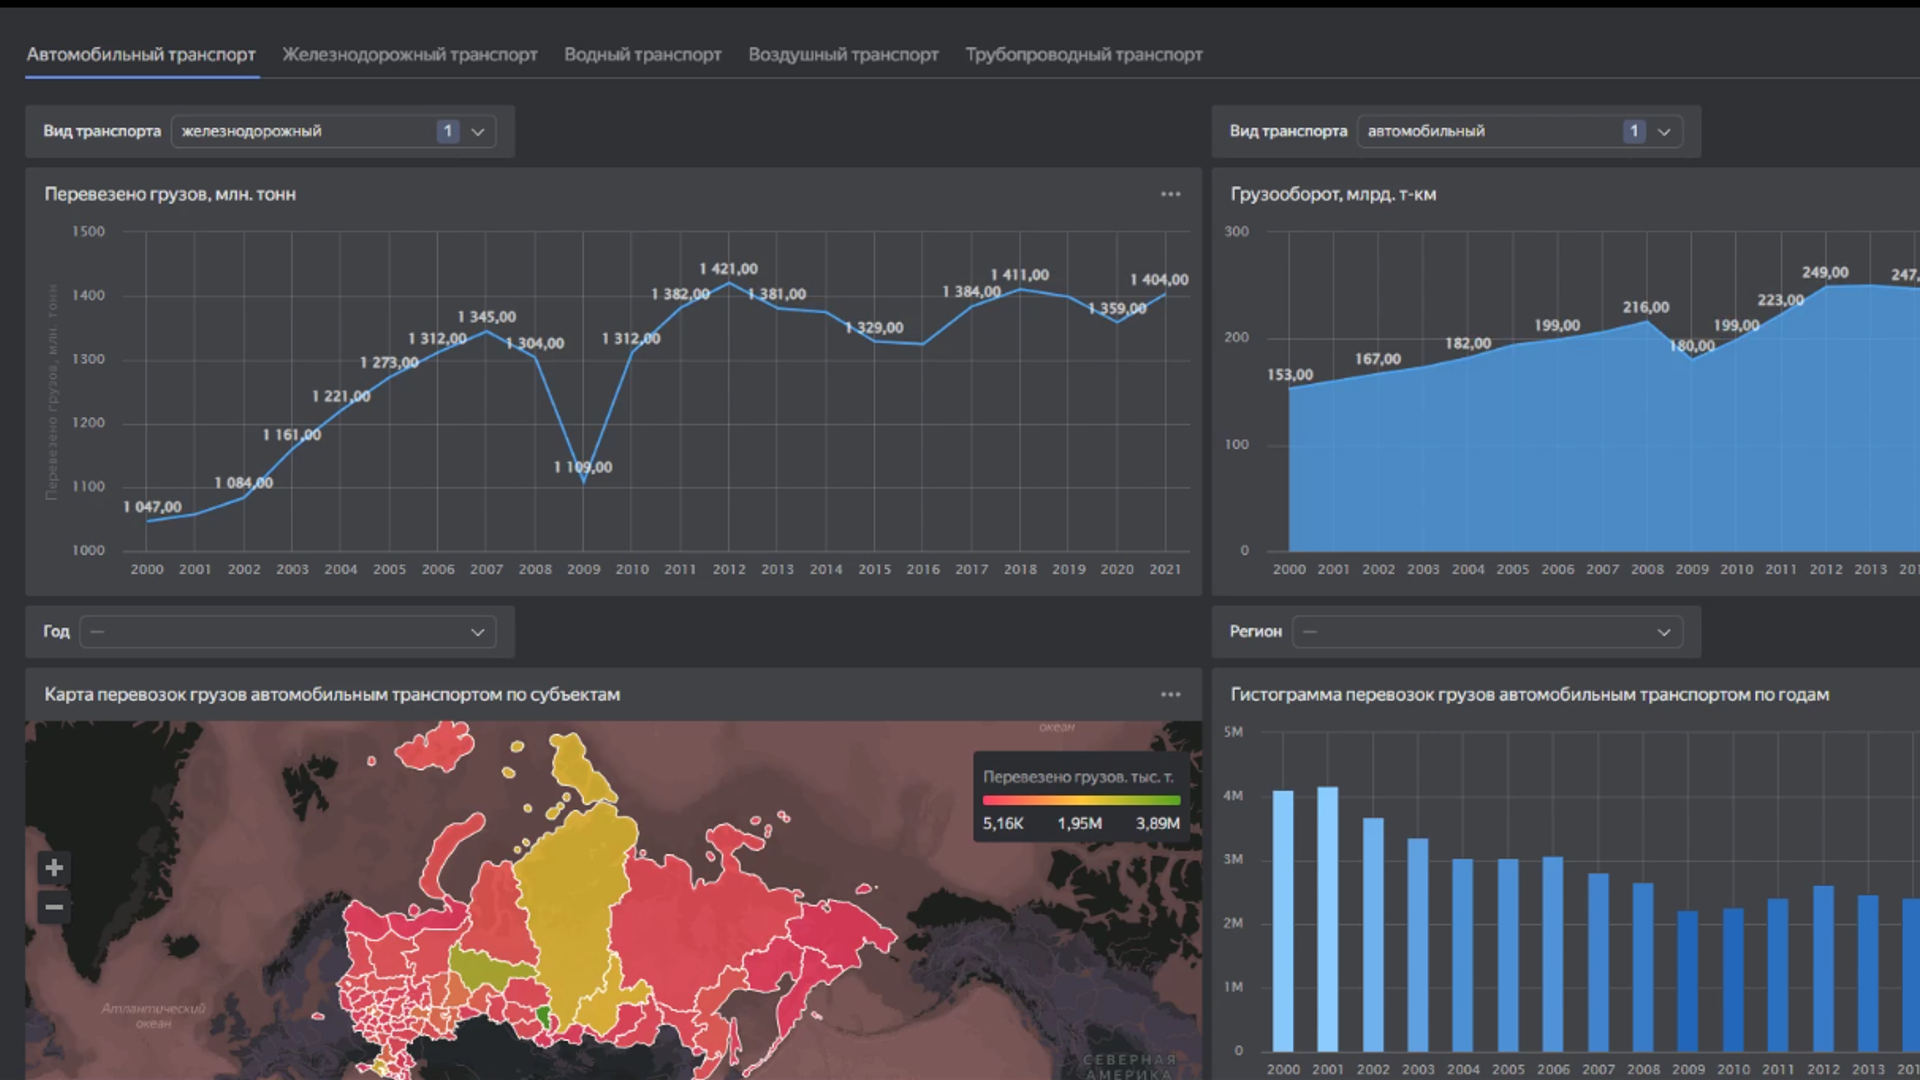 Автомобильный транспорт Железнодорожный транспорт Водный транспорт Воздушный транспорт Трубопроводный транспорт
Вид транспорта железнодорожный 1
Вид транспорта автомобильный 1
Перевезено грузов, млн. тонн
Перевезено грузов, млн. тонн
1500
1400
1300
1200
1100
1000
1 047,00
1 084,00
1 161,00
1 221,00
1 273,00
1 312,00
1 345,00
1 304,00
1 109,00
1 312,00
1 382,00
1 421,00
1 381,00
1 329,00
1 384,00
1 411,00
1 359,00
1 404,00
2000 2001 2002 2003 2004 2005 2006 2007 2008 2009 2010 2011 2012 2013 2014 2015 2016 2017 2018 2019 2020 2021
Грузооборот, млрд. т-км
300
200
100
0
153,00
167,00
182,00
199,00
216,00
180,00
199,00
223,00
249,00
247,
2000 2001 2002 2003 2004 2005 2006 2007 2008 2009 2010 2011 2012 2013 201
Год —
Регион —
Карта перевозок грузов автомобильным транспортом по субъектам
океан
Перевезено грузов. тыс. т.
5,16K 1,95M 3,89M
+
−
Атлантический
океан
СЕВЕРНАЯ
АМЕРИКА
Гистограмма перевозок грузов автомобильным транспортом по годам
5M
4M
3M
2M
1M
0
2000 2001 2002 2003 2004 2005 2006 2007 2008 2009 2010 2011 2012 2013 201